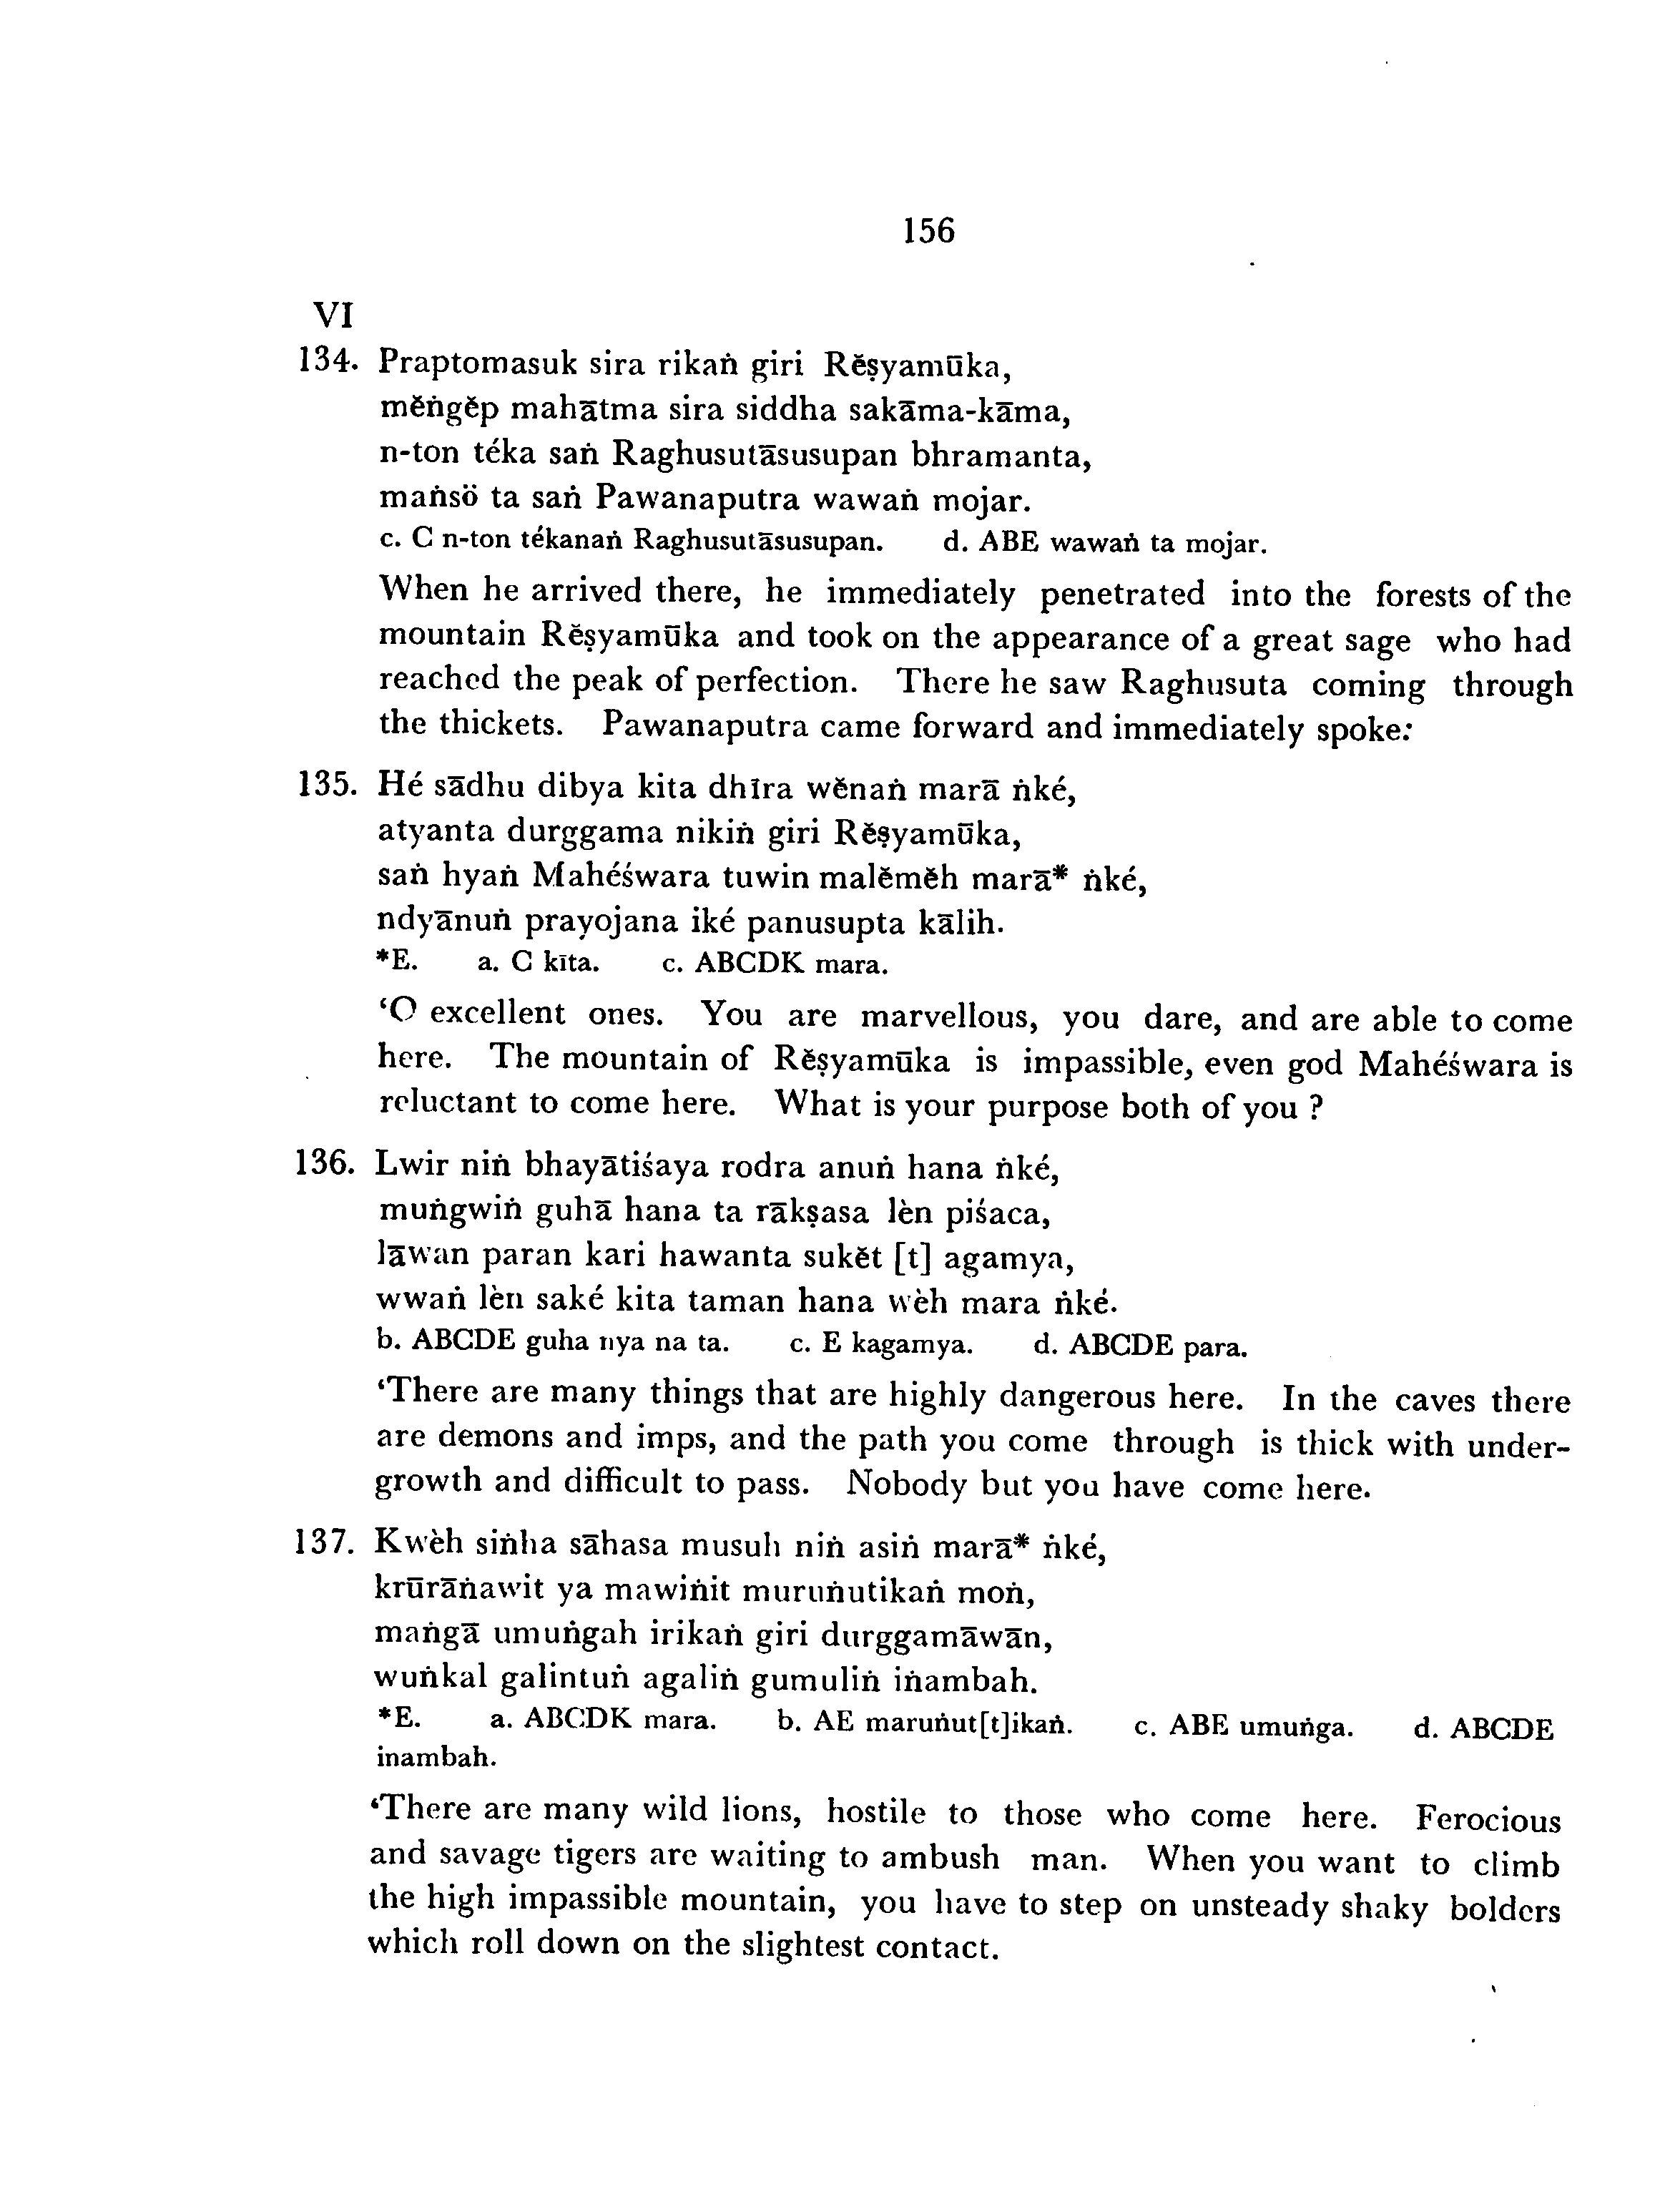 156
VI
134. Praptomasuk sira rikaṅ giri Rĕṣyamūka,
mĕṅgĕp mahātma sira siddha sakāma-kāma,
n-ton téka saṅ Raghusutāsusupan bhramanta,
maṅsö ta saṅ Pawanaputra wawaṅ mojar.
c. C n-ton tékanaṅ Raghusutāsusupan. d. ABE wawaṅ ta mojar.
When he arrived there, he immediately penetrated into the forests of the
mountain Rĕṣyamūka and took on the appearance of a great sage who had
reached the peak of perfection. There he saw Raghusuta coming through
the thickets. Pawanaputra came forward and immediately spoke:
135. Hé sādhu dibya kita dhīra wĕnaṅ marā ṅké,
atyanta durggama nikiṅ giri Rĕṣyamūka,
saṅ hyaṅ Mahéśwara tuwin malĕmĕh marā* ṅké,
ndyānuṅ prayojana iké panusupta kālih.
*E. a. C kīta. c. ABCDK mara.
‘O excellent ones. You are marvellous, you dare, and are able to come
here. The mountain of Rĕṣyamūka is impassible, even god Mahéśwara is
reluctant to come here. What is your purpose both of you ?
136. Lwir niṅ bhayātiśaya rodra anuṅ hana ṅké,
muṅgwiṅ guhā hana ta rākṣasa lèn piśaca,
lāwan paran kari hawanta sukĕt [t] agamya,
wwaṅ lèn saké kita taman hana wèh mara ṅké.
b. ABCDE guha nya na ta. c. E kagamya. d. ABCDE para.
‘There are many things that are highly dangerous here. In the caves there
are demons and imps, and the path you come through is thick with under-
growth and difficult to pass. Nobody but you have come here.
137. Kwèh siṅha sāhasa musuh niṅ asiṅ marā* ṅké,
krūrāṅawit ya mawiṅit muruṅutikaṅ moṅ,
maṅgā umuṅgah irikaṅ giri durggamāwān,
wuṅkal galintuṅ agaliṅ gumuliṅ iṅambah.
*E. a. ABCDK mara. b. AE maruṅut[t]ikaṅ. c. ABE umuṅga. d. ABCDE
inambah.
‘There are many wild lions, hostile to those who come here. Ferocious
and savage tigers are waiting to ambush man. When you want to climb
the high impassible mountain, you have to step on unsteady shaky bolders
which roll down on the slightest contact.